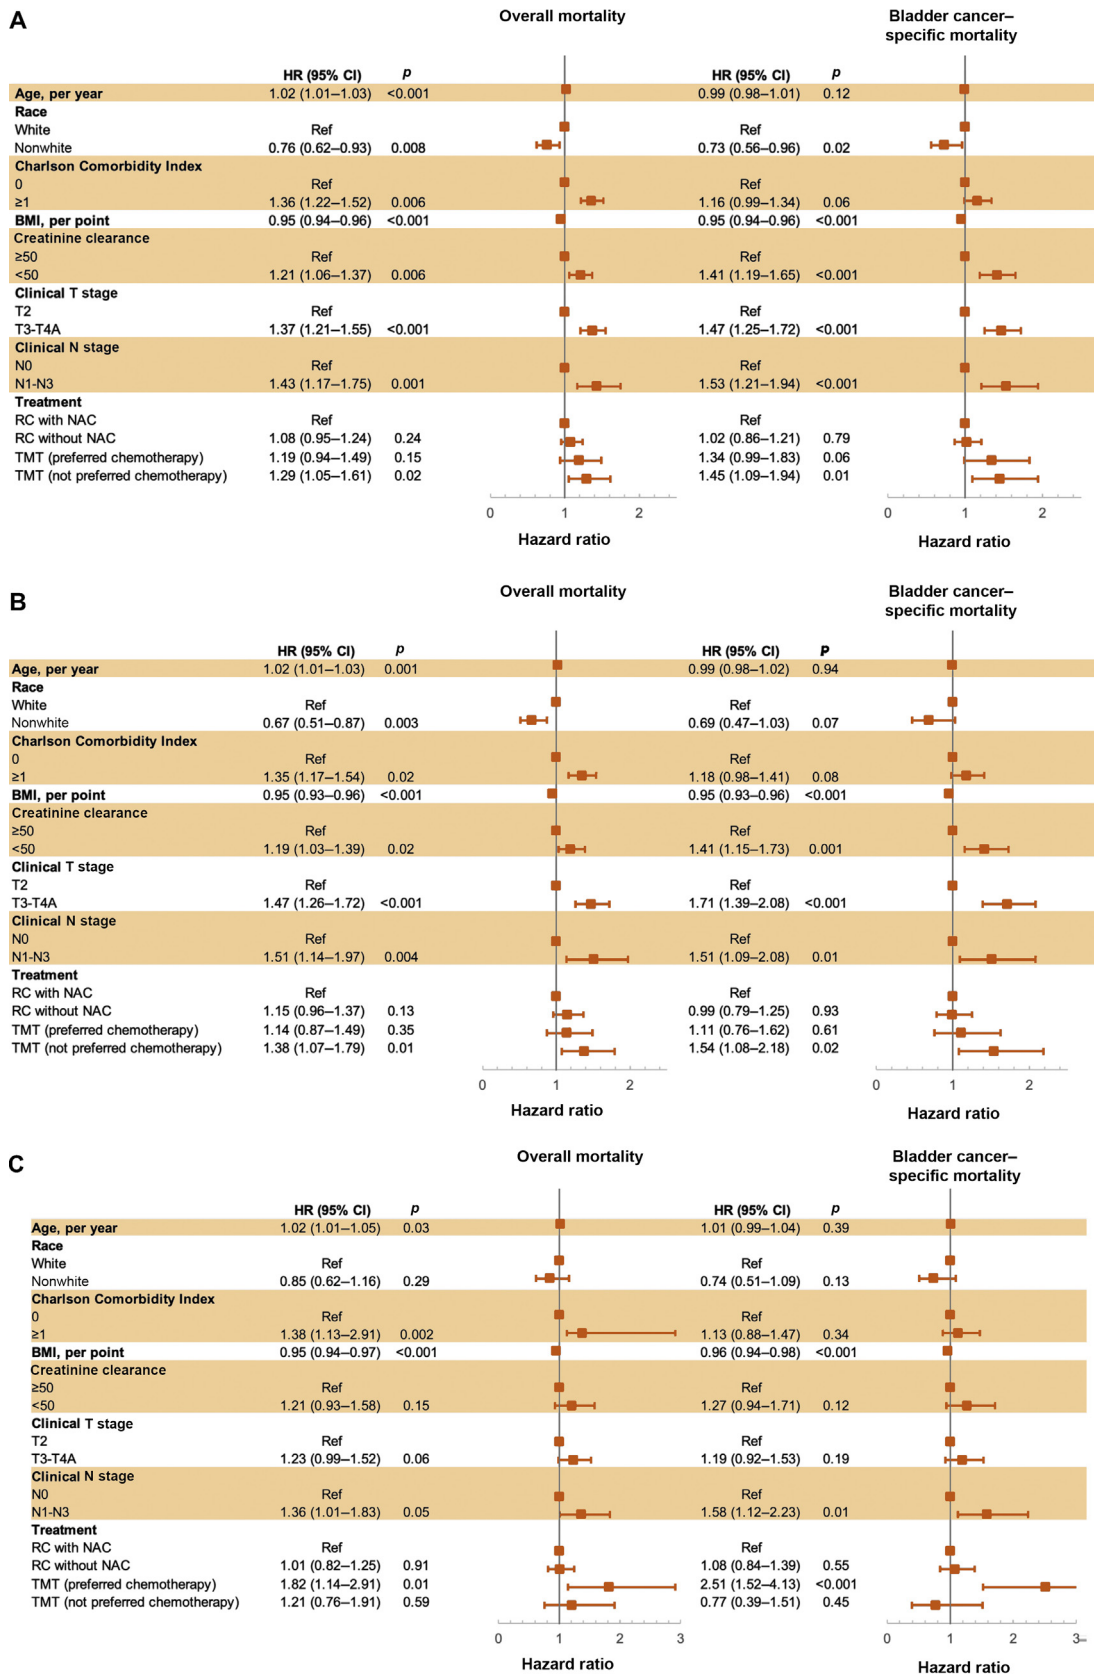 A
Overall mortality
Bladder cancer–
specific mortality
HR (95% CI) p HR (95% CI) p
Age, per year 1.02 (1.01–1.03) <0.001 0.99 (0.98–1.01) 0.12
Race
White Ref Ref
Nonwhite 0.76 (0.62–0.93) 0.008 0.73 (0.56–0.96) 0.02
Charlson Comorbidity Index
0 Ref Ref
≥1 1.36 (1.22–1.52) 0.006 1.16 (0.99–1.34) 0.06
BMI, per point 0.95 (0.94–0.96) <0.001 0.95 (0.94–0.96) <0.001
Creatinine clearance
≥50 Ref Ref
<50 1.21 (1.06–1.37) 0.006 1.41 (1.19–1.65) <0.001
Clinical T stage
T2 Ref Ref
T3-T4A 1.37 (1.21–1.55) <0.001 1.47 (1.25–1.72) <0.001
Clinical N stage
N0 Ref Ref
N1-N3 1.43 (1.17–1.75) 0.001 1.53 (1.21–1.94) <0.001
Treatment
RC with NAC Ref Ref
RC without NAC 1.08 (0.95–1.24) 0.24 1.02 (0.86–1.21) 0.79
TMT (preferred chemotherapy) 1.19 (0.94–1.49) 0.15 1.34 (0.99–1.83) 0.06
TMT (not preferred chemotherapy) 1.29 (1.05–1.61) 0.02 1.45 (1.09–1.94) 0.01
0 1 2 0 1 2
Hazard ratio Hazard ratio
B
Overall mortality
Bladder cancer–
specific mortality
HR (95% CI) p HR (95% CI) P
Age, per year 1.02 (1.01–1.03) 0.001 0.99 (0.98–1.02) 0.94
Race
White Ref Ref
Nonwhite 0.67 (0.51–0.87) 0.003 0.69 (0.47–1.03) 0.07
Charlson Comorbidity Index
0 Ref Ref
≥1 1.35 (1.17–1.54) 0.02 1.18 (0.98–1.41) 0.08
BMI, per point 0.95 (0.93–0.96) <0.001 0.95 (0.93–0.96) <0.001
Creatinine clearance
≥50 Ref Ref
<50 1.19 (1.03–1.39) 0.02 1.41 (1.15–1.73) 0.001
Clinical T stage
T2 Ref Ref
T3-T4A 1.47 (1.26–1.72) <0.001 1.71 (1.39–2.08) <0.001
Clinical N stage
N0 Ref Ref
N1-N3 1.51 (1.14–1.97) 0.004 1.51 (1.09–2.08) 0.01
Treatment
RC with NAC Ref Ref
RC without NAC 1.15 (0.96–1.37) 0.13 0.99 (0.79–1.25) 0.93
TMT (preferred chemotherapy) 1.14 (0.87–1.49) 0.35 1.11 (0.76–1.62) 0.61
TMT (not preferred chemotherapy) 1.38 (1.07–1.79) 0.01 1.54 (1.08–2.18) 0.02
0 1 2 0 1 2
Hazard ratio Hazard ratio
C
Overall mortality
Bladder cancer–
specific mortality
HR (95% CI) p HR (95% CI) p
Age, per year 1.02 (1.01–1.05) 0.03 1.01 (0.99–1.04) 0.39
Race
White Ref Ref
Nonwhite 0.85 (0.62–1.16) 0.29 0.74 (0.51–1.09) 0.13
Charlson Comorbidity Index
0 Ref Ref
≥1 1.38 (1.13–2.91) 0.002 1.13 (0.88–1.47) 0.34
BMI, per point 0.95 (0.94–0.97) <0.001 0.96 (0.94–0.98) <0.001
Creatinine clearance
≥50 Ref Ref
<50 1.21 (0.93–1.58) 0.15 1.27 (0.94–1.71) 0.12
Clinical T stage
T2 Ref Ref
T3-T4A 1.23 (0.99–1.52) 0.06 1.19 (0.92–1.53) 0.19
Clinical N stage
N0 Ref Ref
N1-N3 1.36 (1.01–1.83) 0.05 1.58 (1.12–2.23) 0.01
Treatment
RC with NAC Ref Ref
RC without NAC 1.01 (0.82–1.25) 0.91 1.08 (0.84–1.39) 0.55
TMT (preferred chemotherapy) 1.82 (1.14–2.91) 0.01 2.51 (1.52–4.13) <0.001
TMT (not preferred chemotherapy) 1.21 (0.76–1.91) 0.59 0.77 (0.39–1.51) 0.45
0 1 2 3 0 1 2 3
Hazard ratio Hazard ratio